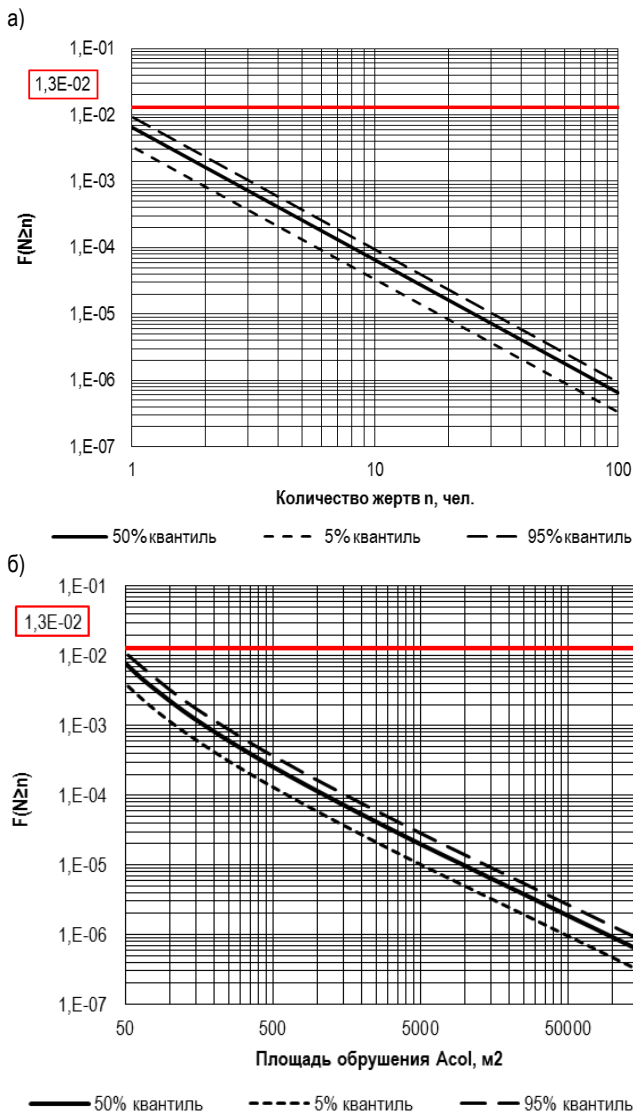 а)
1,E-01
1,3E-02
1,E-02
1,E-03
1,E-04
1,E-05
1,E-06
1,E-07
F(N≥n)
1 10 100
Количество жертв n, чел.
50% квантиль 5% квантиль 95% квантиль
б)
1,E-01
1,3E-02
1,E-02
1,E-03
1,E-04
1,E-05
1,E-06
1,E-07
F(N≥n)
50 500 5000 50000
Площадь обрушения Acol, м2
50% квантиль 5% квантиль 95% квантиль